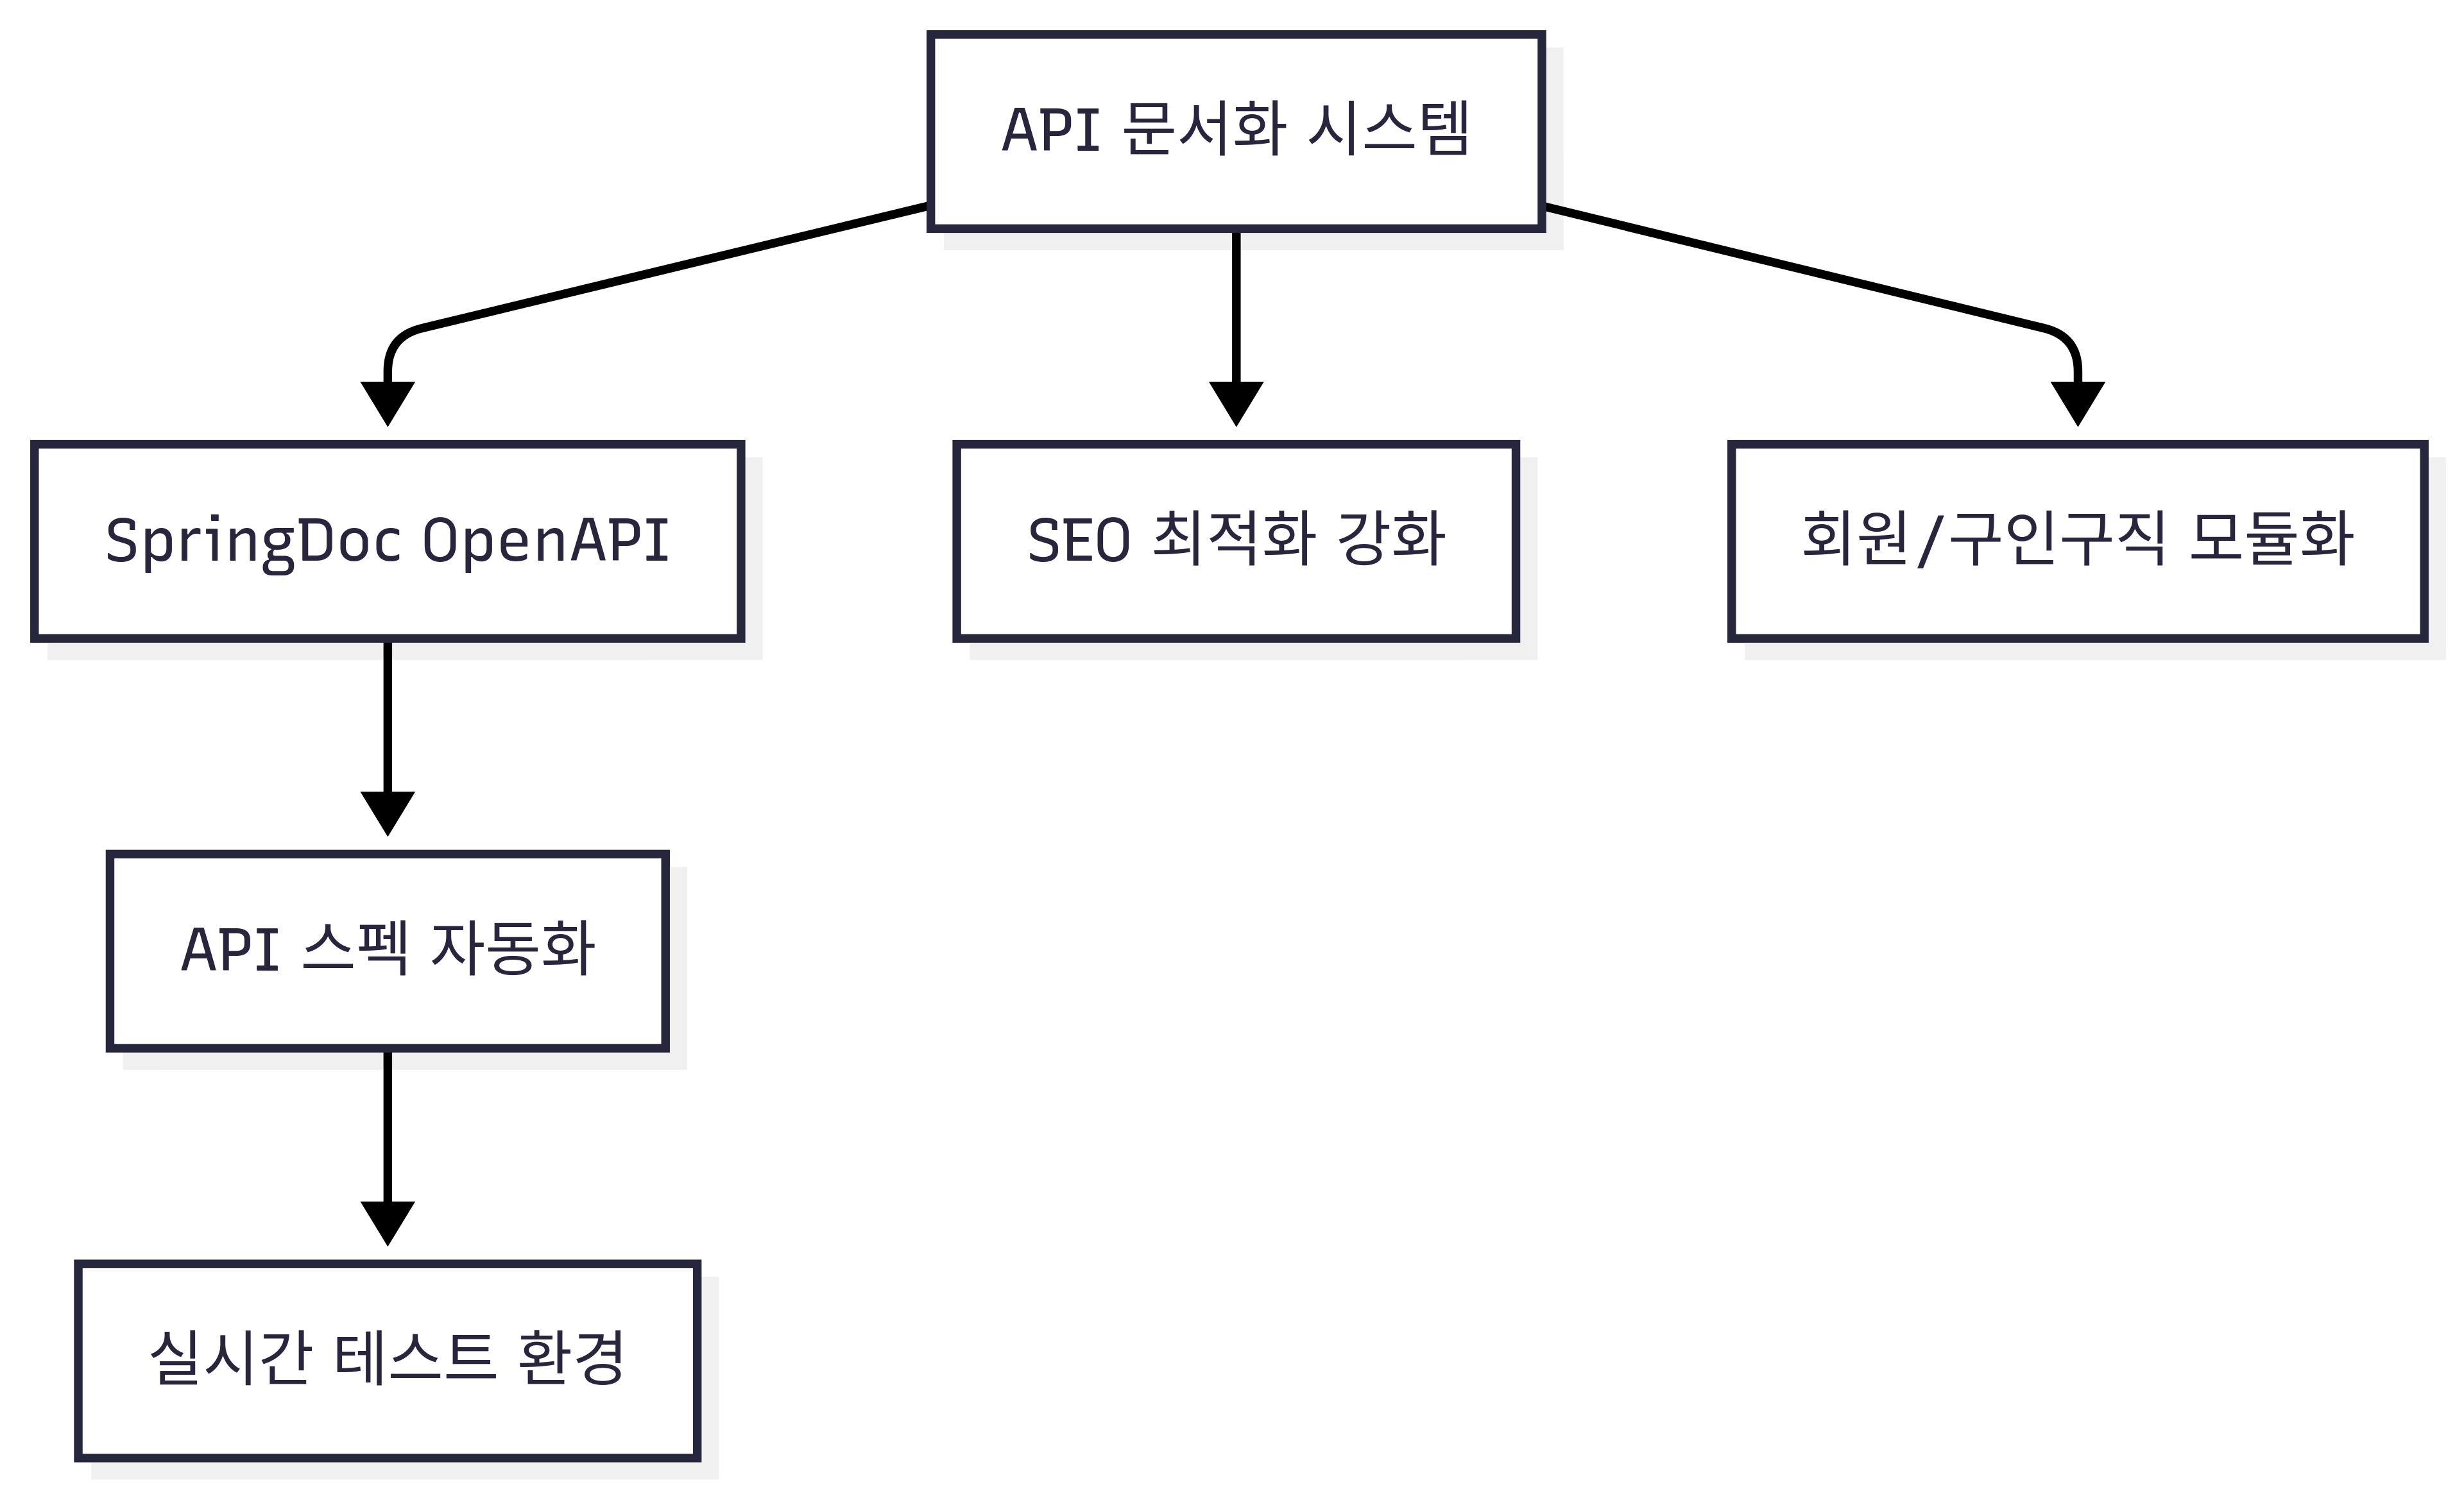 API 문서화 시스템
SpringDoc OpenAPI
SEO 최적화 강화
회원/구인구직 모듈화
API 스펙 자동화
실시간 테스트 환경